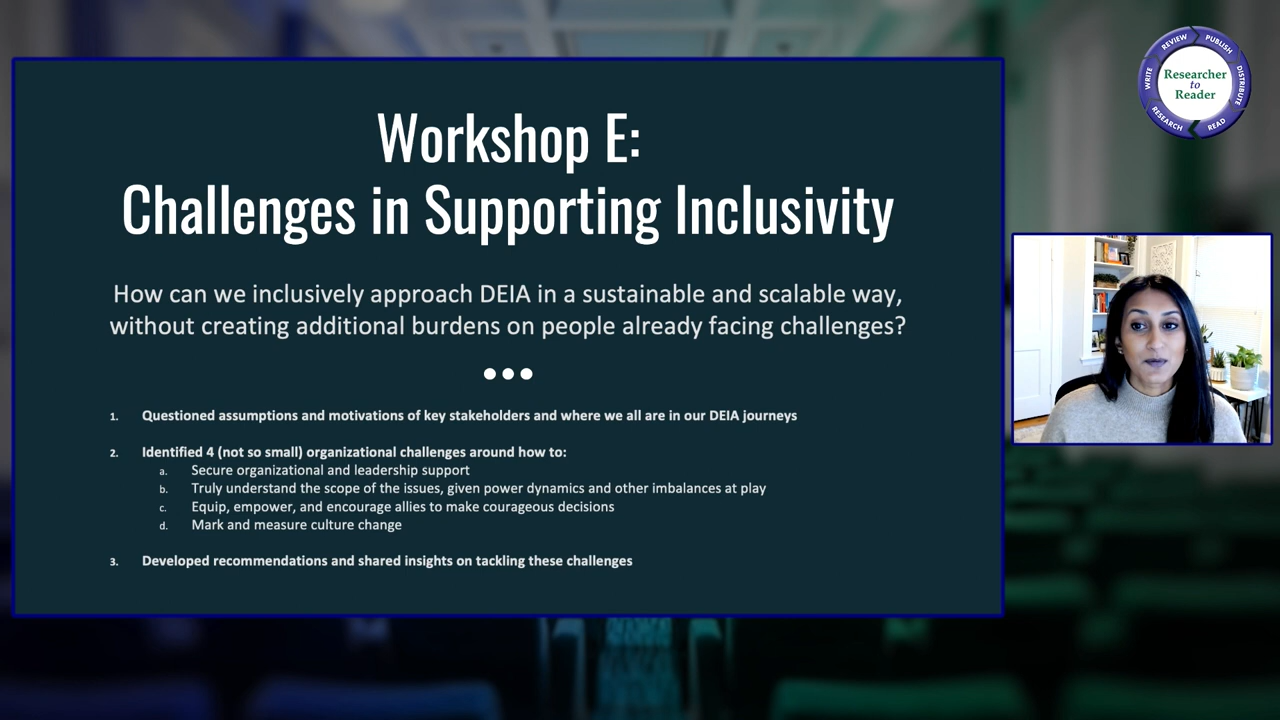 Workshop E:
Challenges in Supporting Inclusivity
How can we inclusively approach DEIA in a sustainable and scalable way,
without creating additional burdens on people already facing challenges?
1. Questioned assumptions and motivations of key stakeholders and where we all are in our DEIA journeys
2. Identified 4 (not so small) organizational challenges around how to:
a. Secure organizational and leadership support
b. Truly understand the scope of the issues, given power dynamics and other imbalances at play
c. Equip, empower, and encourage allies to make courageous decisions
d. Mark and measure culture change
3. Developed recommendations and shared insights on tackling these challenges
RESEARCH
WRITE
REVIEW
PUBLISH
DISTRIBUTE
READ
Researcher
to
Reader